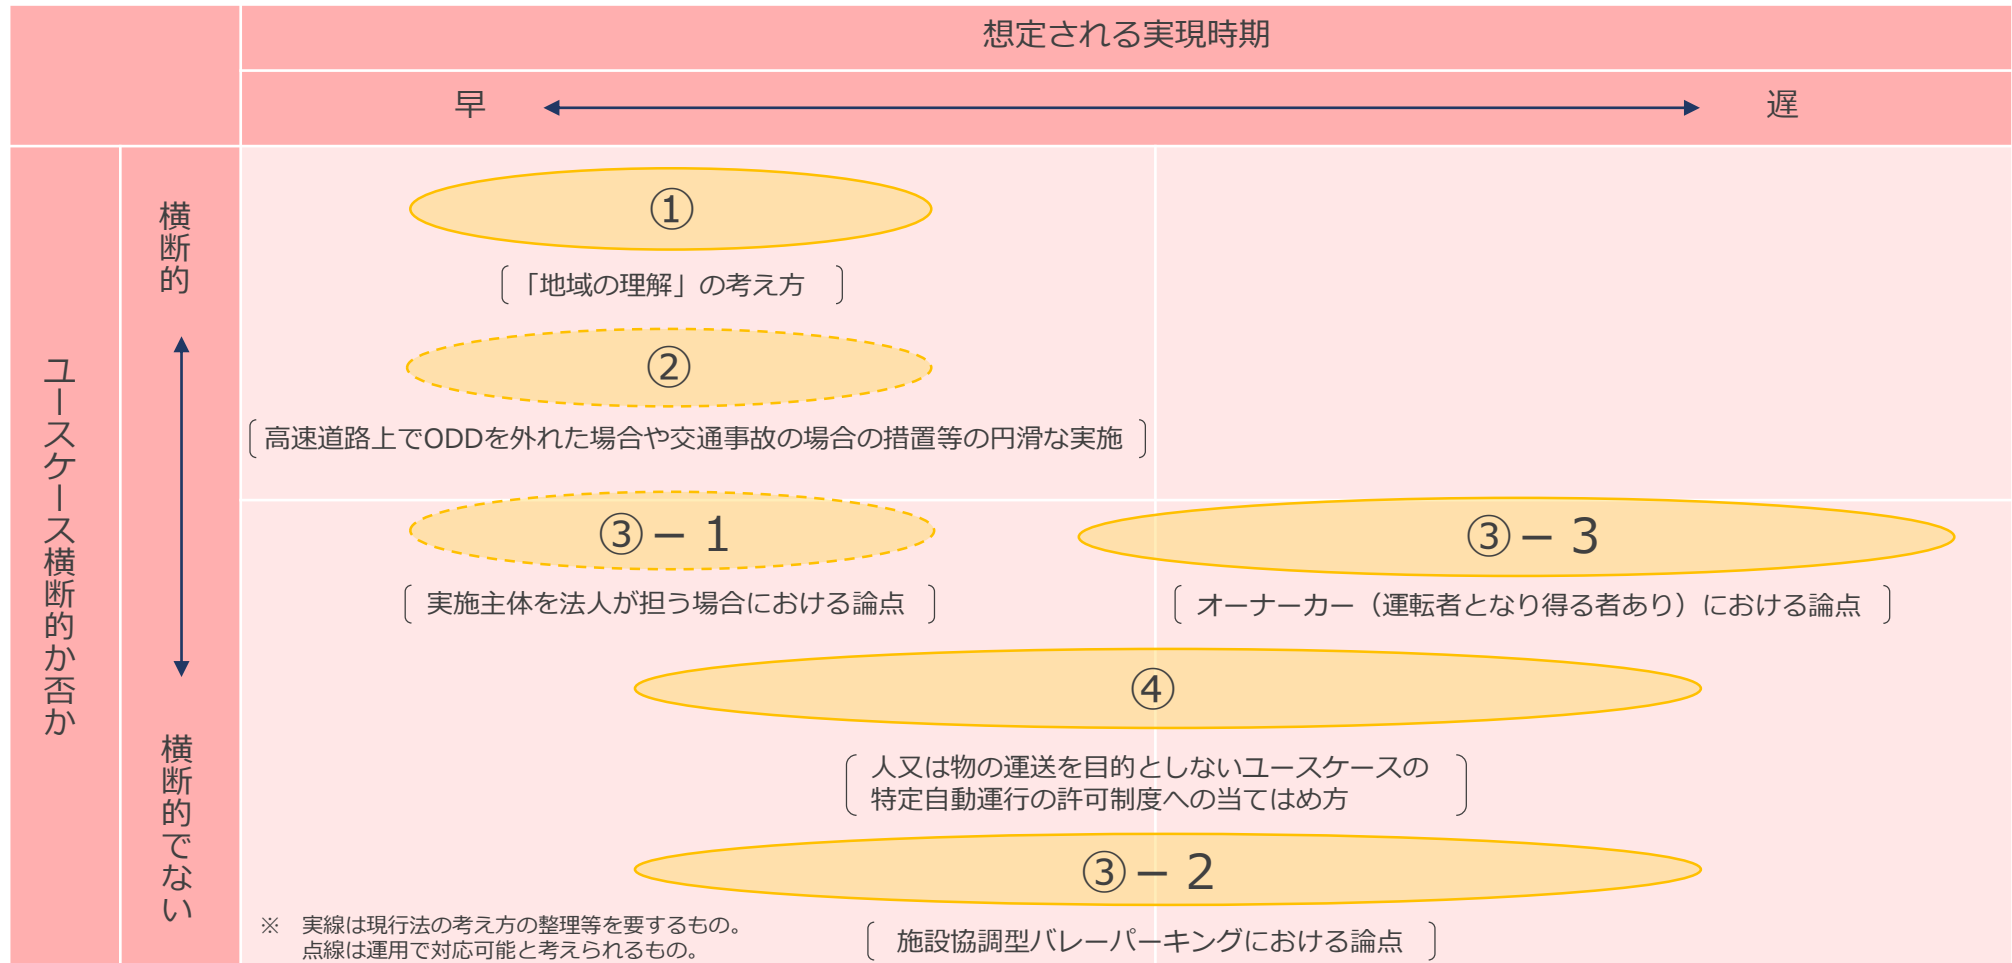 想定される実現時期
早
遅
ユースケース横断的か否か
横断的
横断的でない
①
「地域の理解」の考え方
②
高速道路上でODDを外れた場合や交通事故の場合の措置等の円滑な実施
③－１
実施主体を法人が担う場合における論点
③－３
オーナーカー（運転者となり得る者あり）における論点
④
人又は物の運送を目的としないユースケースの
特定自動運行の許可制度への当てはめ方
③－２
施設協調型バレーパーキングにおける論点
※　実線は現行法の考え方の整理等を要するもの。
点線は運用で対応可能と考えられるもの。